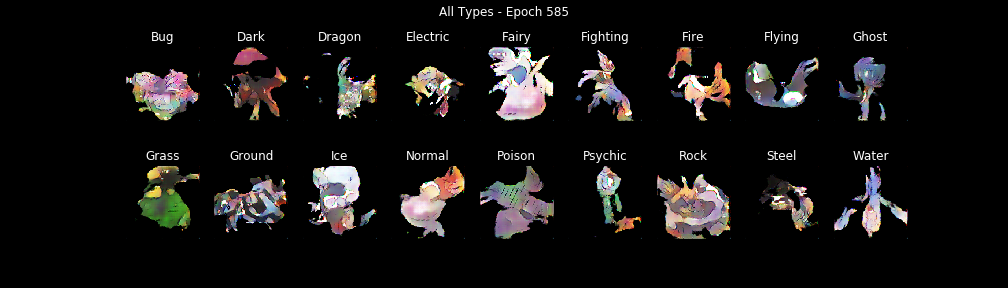 All Types - Epoch 585
Bug Dark Dragon Electric Fairy Fighting Fire Flying Ghost
Grass Ground Ice Normal Poison Psychic Rock Steel Water